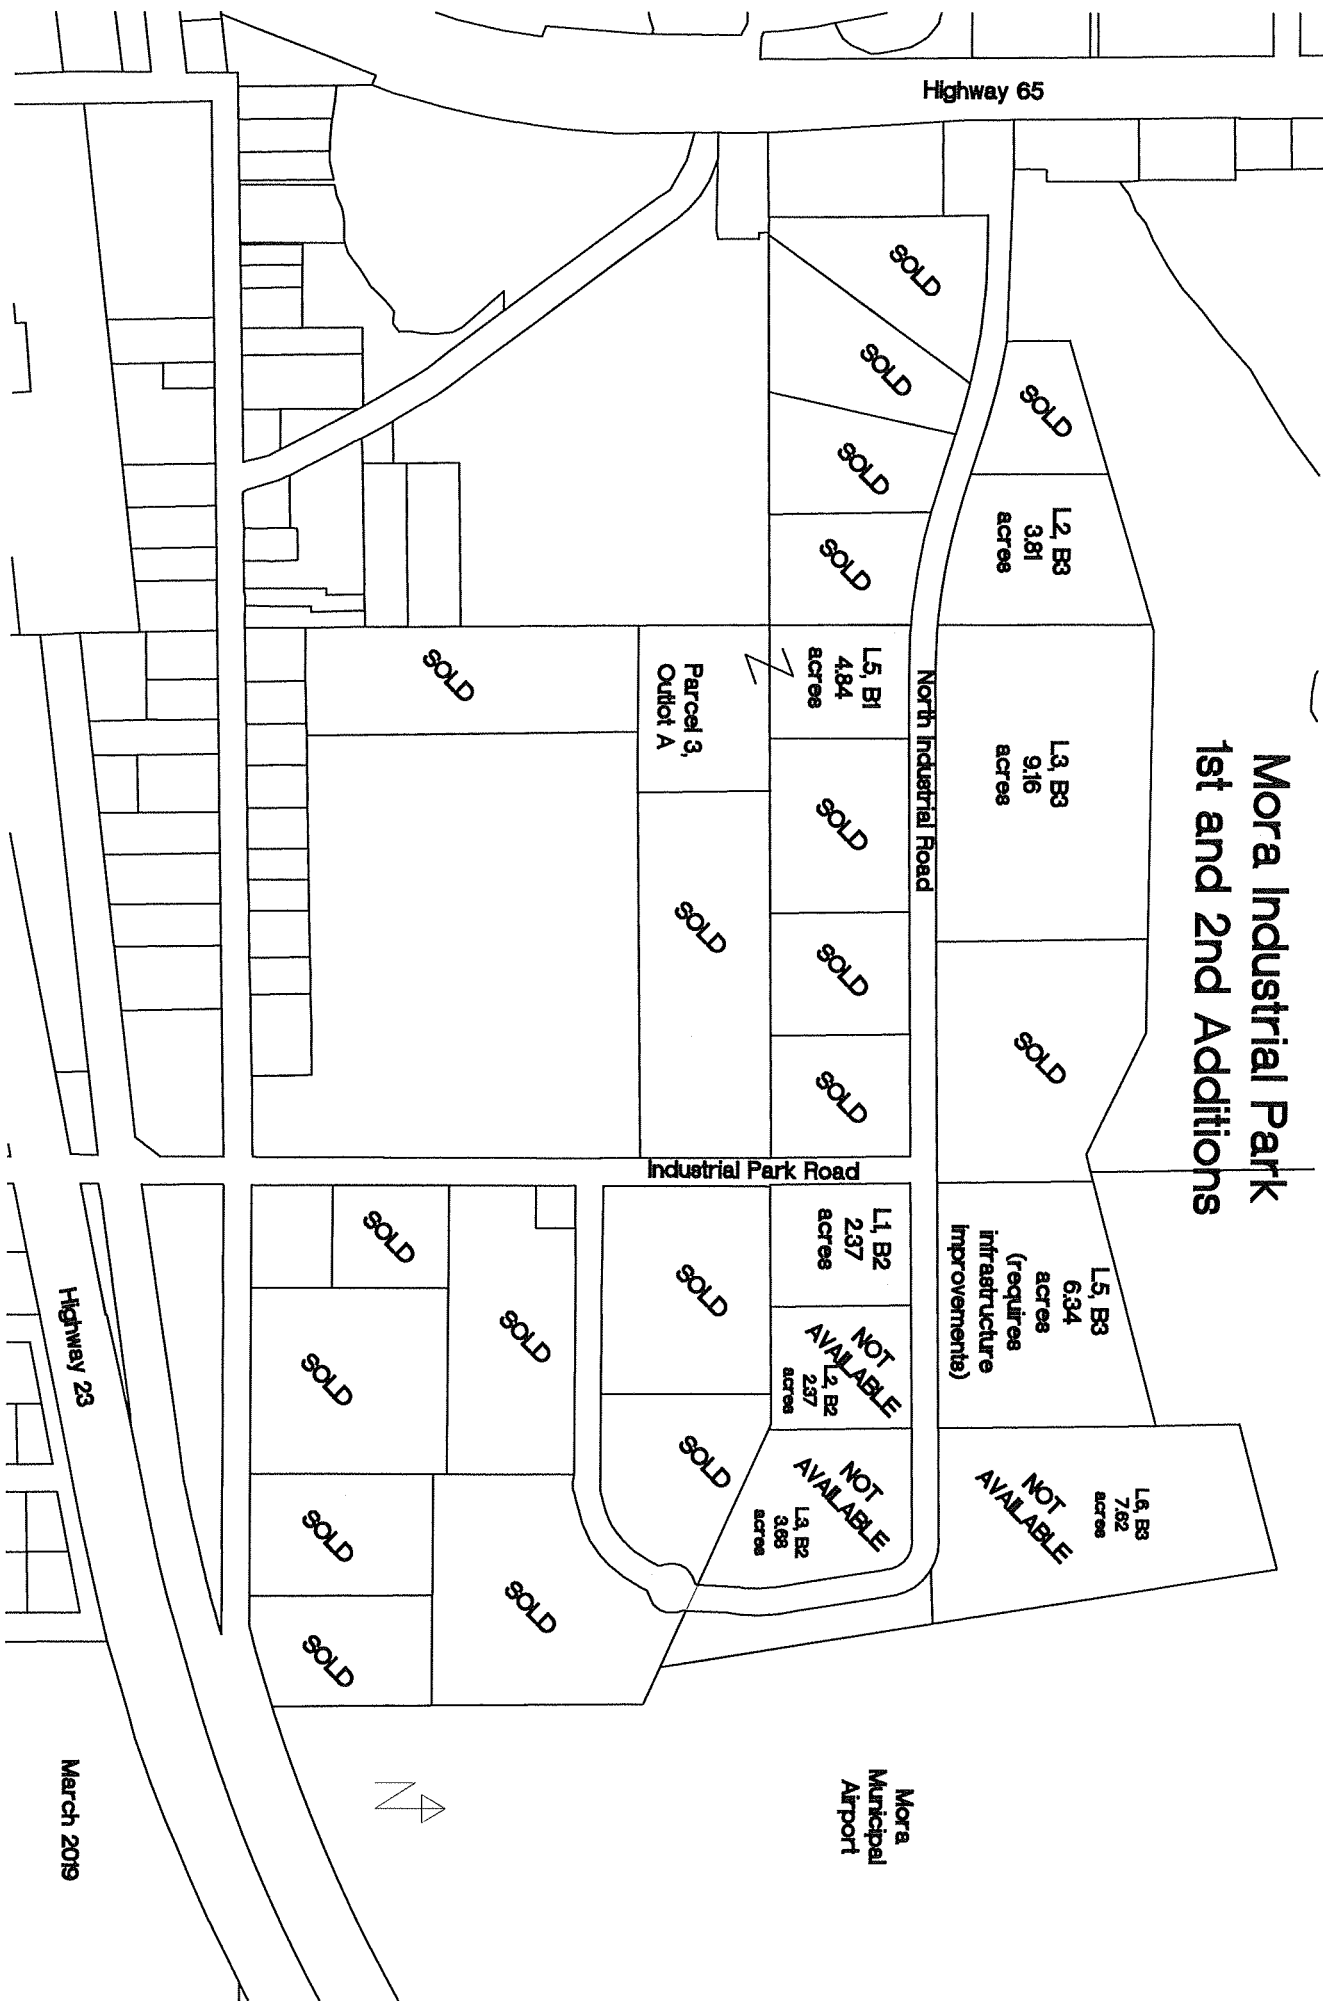 Mora Industrial Park
1st and 2nd Additions
Highway 65
SOLD
L2, B3
3.81
acres
L3, B3
9.16
acres
SOLD
L5, B3
6.34
acres
(requires
infrastructure
improvements)
L6, B3
7.62
acres
NOT
AVAILABLE
North Industrial Road
SOLD
SOLD
SOLD
SOLD
L5, B1
4.84
acres
SOLD
SOLD
SOLD
Industrial Park Road
L1, B2
2.37
acres
NOT
AVAILABLE
L2, B2
2.37
acres
NOT
AVAILABLE
L3, B2
3.68
acres
Mora
Municipal
Airport
Parcel 3,
Outlot A
SOLD
SOLD
SOLD
SOLD
SOLD
SOLD
SOLD
SOLD
SOLD
SOLD
N
Highway 23
March 2019